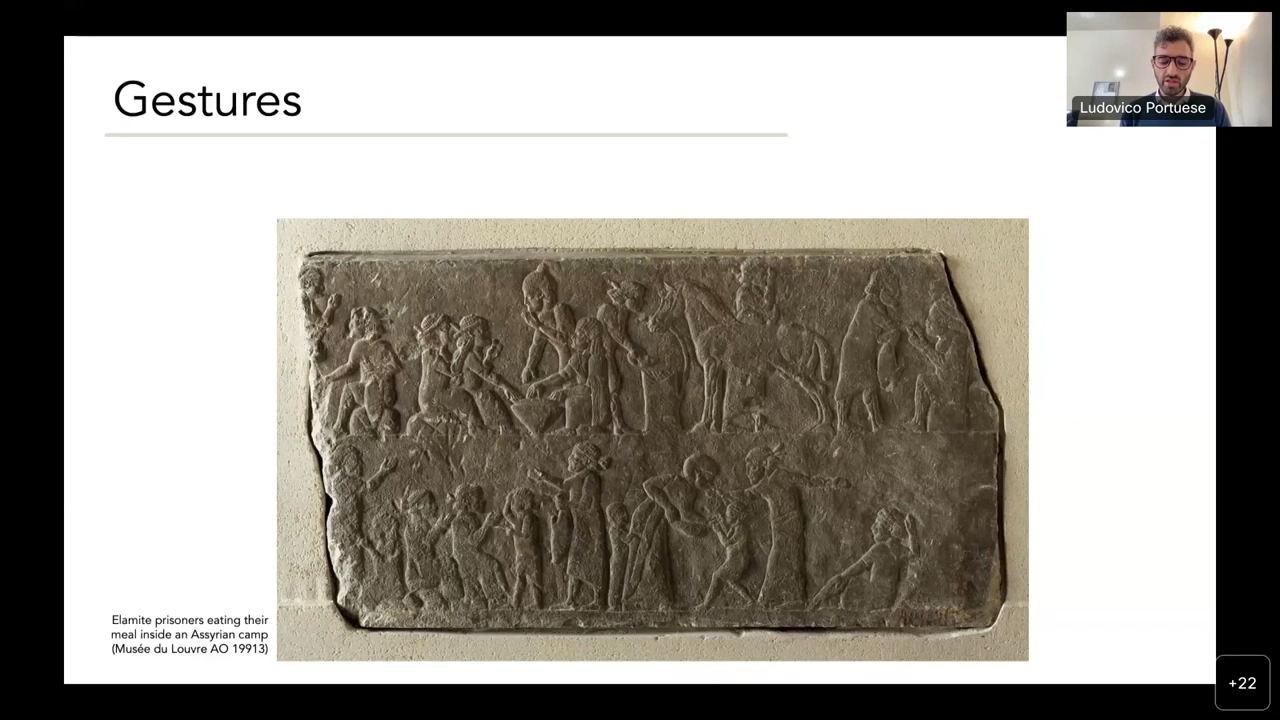 Gestures
Ludovico Portuese
Elamite prisoners eating their
meal inside an Assyrian camp
(Musée du Louvre AO 19913)
+22